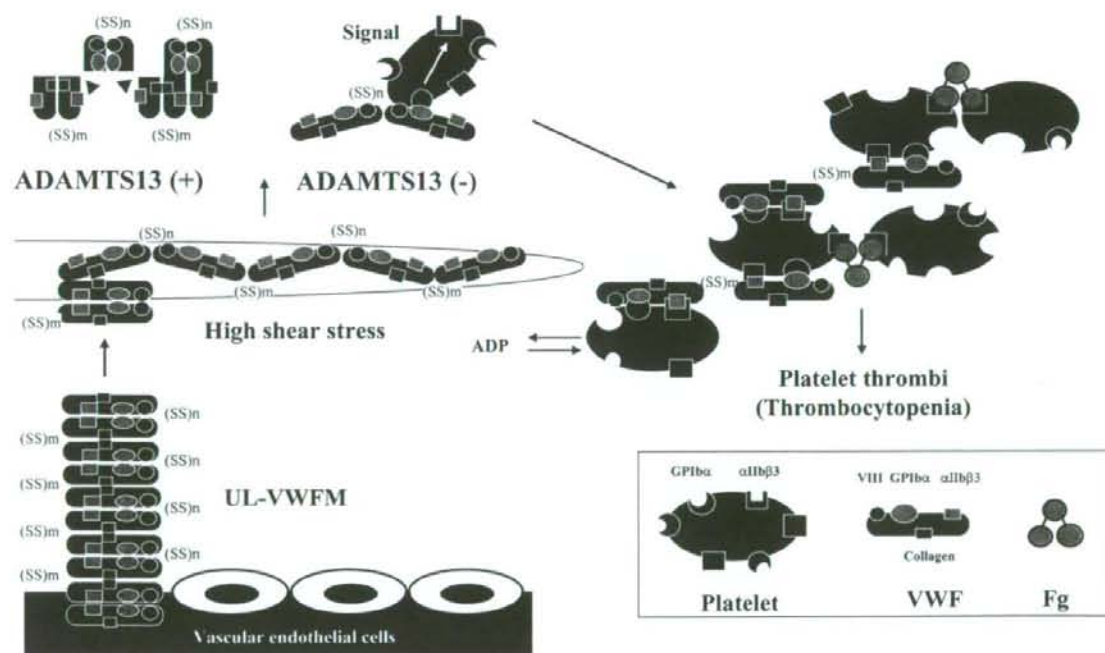 (SS)n
(SS)n
(SS)m
(SS)m
ADAMTS13 (+)
Signal
(SS)n
ADAMTS13 (-)
(SS)n
(SS)n
(SS)m
(SS)m
(SS)m
High shear stress
ADP
(SS)m
(SS)m
Platelet thrombi
(Thrombocytopenia)
(SS)n
(SS)m
(SS)n
(SS)m
(SS)n
(SS)m
(SS)n
(SS)m
UL-VWFM
Vascular endothelial cells
GPIbα αIIbβ3
Platelet
VIII GPIbα αIIbβ3
Collagen
VWF
Fg